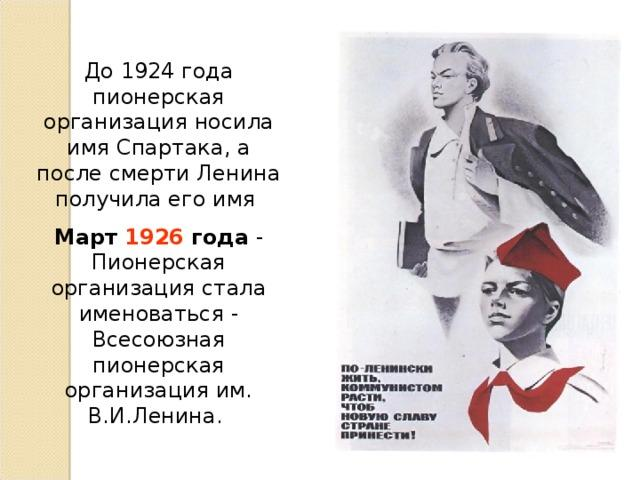 До 1924 года
пионерская
организация носила
имя Спартака, а
после смерти Ленина
получила его имя
Март 1926 года -
Пионерская
организация стала
именоваться -
Всесоюзная
пионерская
организация им.
В.И.Ленина.
ПО-ЛЕНИНСКИ
ЖИТЬ,
КОММУНИСТОМ
РАСТИ,
ЧТОБ
НОВУЮ СЛАВУ
СТРАНЕ
ПРИНЕСТИ!